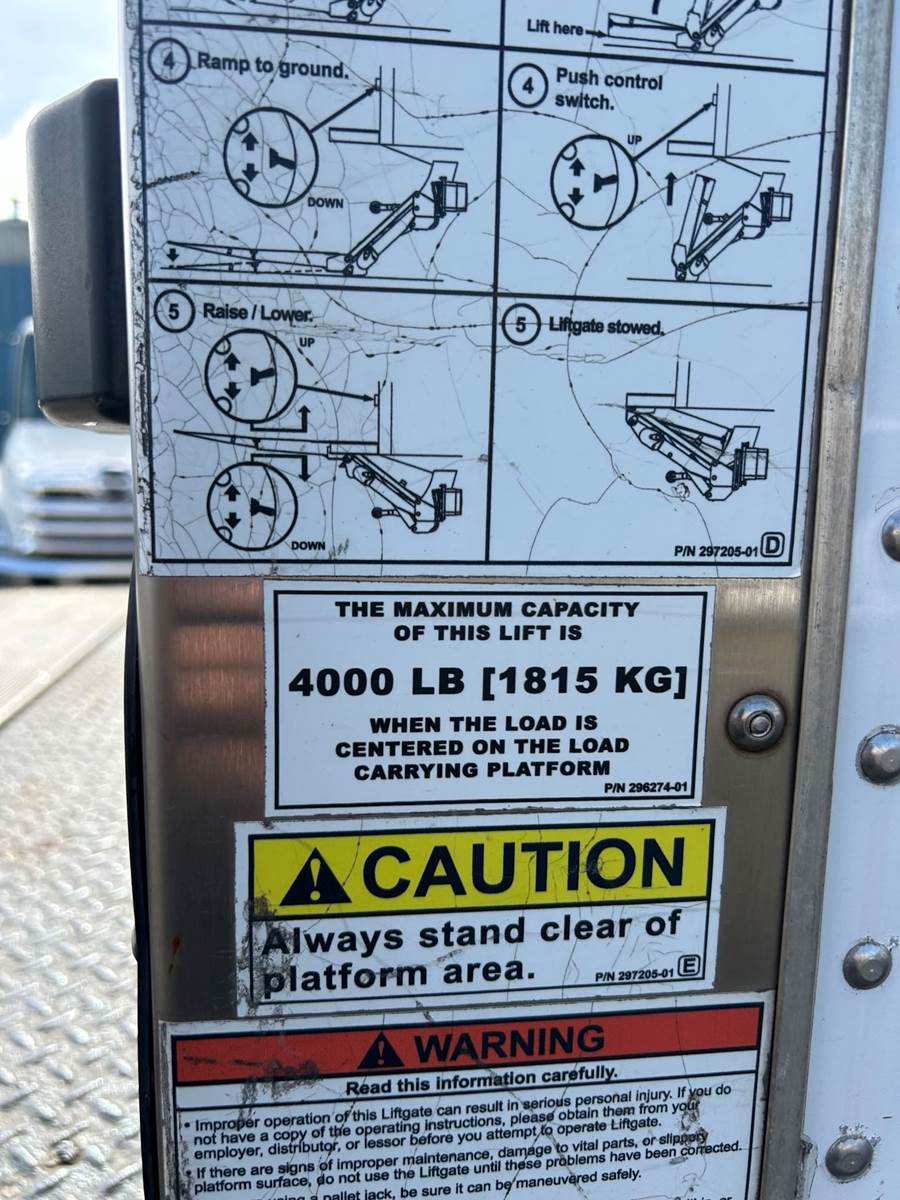 Lift here
4 Ramp to ground.
DOWN
4 Push control
switch.
UP
5 Raise / Lower.
UP
DOWN
5 Liftgate stowed.
P/N 297205-01 D
THE MAXIMUM CAPACITY
OF THIS LIFT IS
4000 LB [1815 KG]
WHEN THE LOAD IS
CENTERED ON THE LOAD
CARRYING PLATFORM
P/N 296274-01
CAUTION
Always stand clear of
platform area.
P/N 297205-01 E
WARNING
Read this information carefully.
• Improper operation of this Liftgate can result in serious personal injury. If you do
not have a copy of the operating instructions, please obtain them from your
employer, distributor, or lessor before you attempt to operate Liftgate.
• If there are signs of improper maintenance, damage to vital parts, or slippery
platform surface, do not use the Liftgate until these problems have been corrected.
using a pallet jack, be sure it can be maneuvered safely.